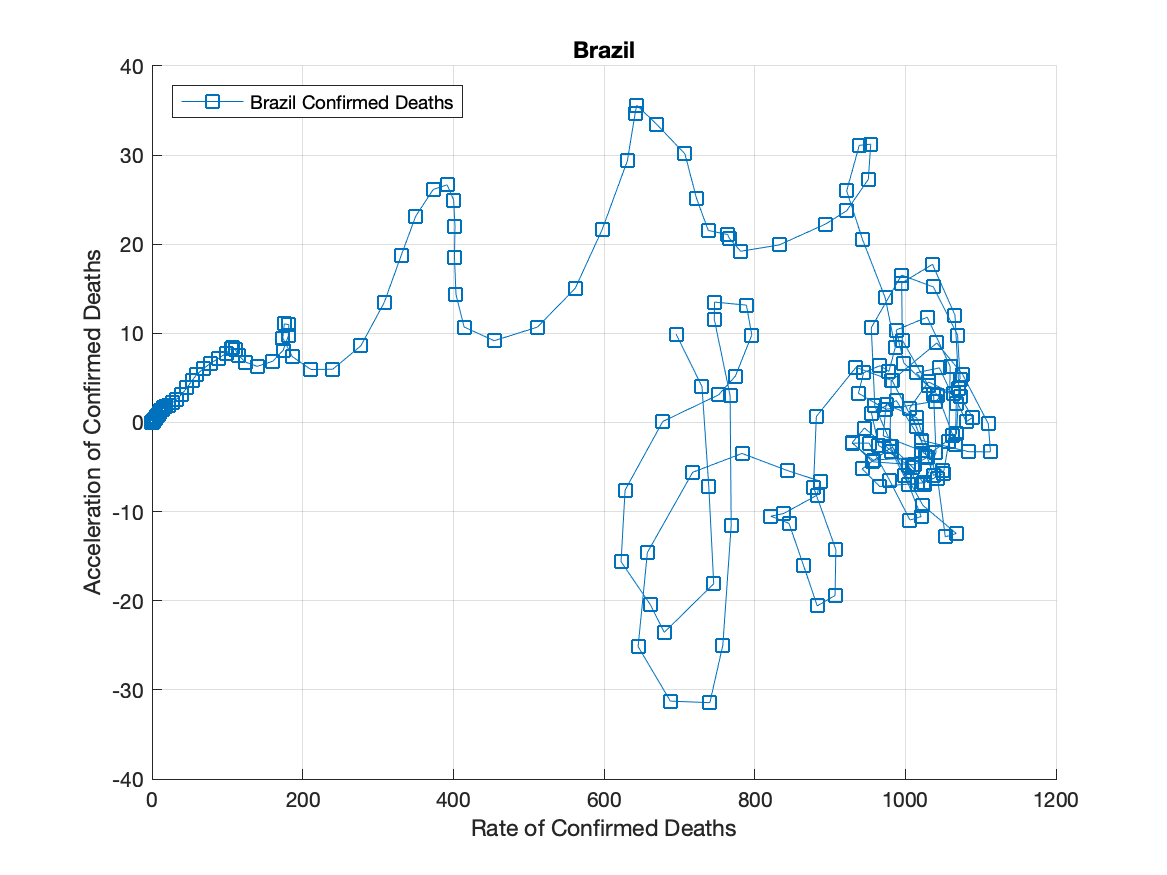 Brazil
Brazil Confirmed Deaths
40
30
20
10
0
-10
-20
-30
-40
Acceleration of Confirmed Deaths
0 200 400 600 800 1000 1200
Rate of Confirmed Deaths